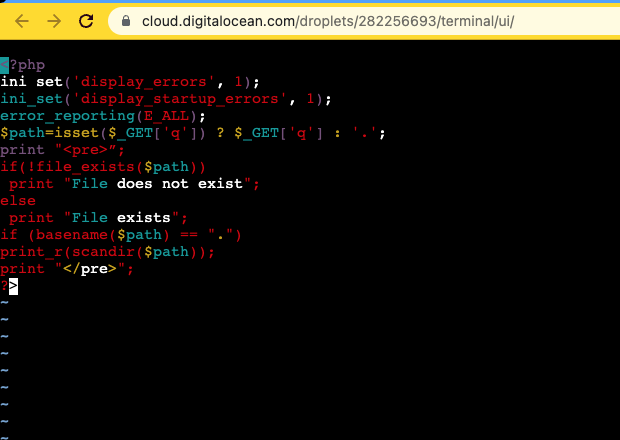 cloud.digitalocean.com/droplets/282256693/terminal/ui/
<?php
ini set('display_errors', 1);
ini_set('display_startup_errors', 1);
error_reporting(E_ALL);
$path=isset($_GET['q']) ? $_GET['q'] : '.';
print "<pre>”;
if(!file_exists($path))
 print "File does not exist";
else
 print "File exists";
if (basename($path) == ".")
print_r(scandir($path));
print "</pre>";
?>
~
~
~
~
~
~
~
~
~